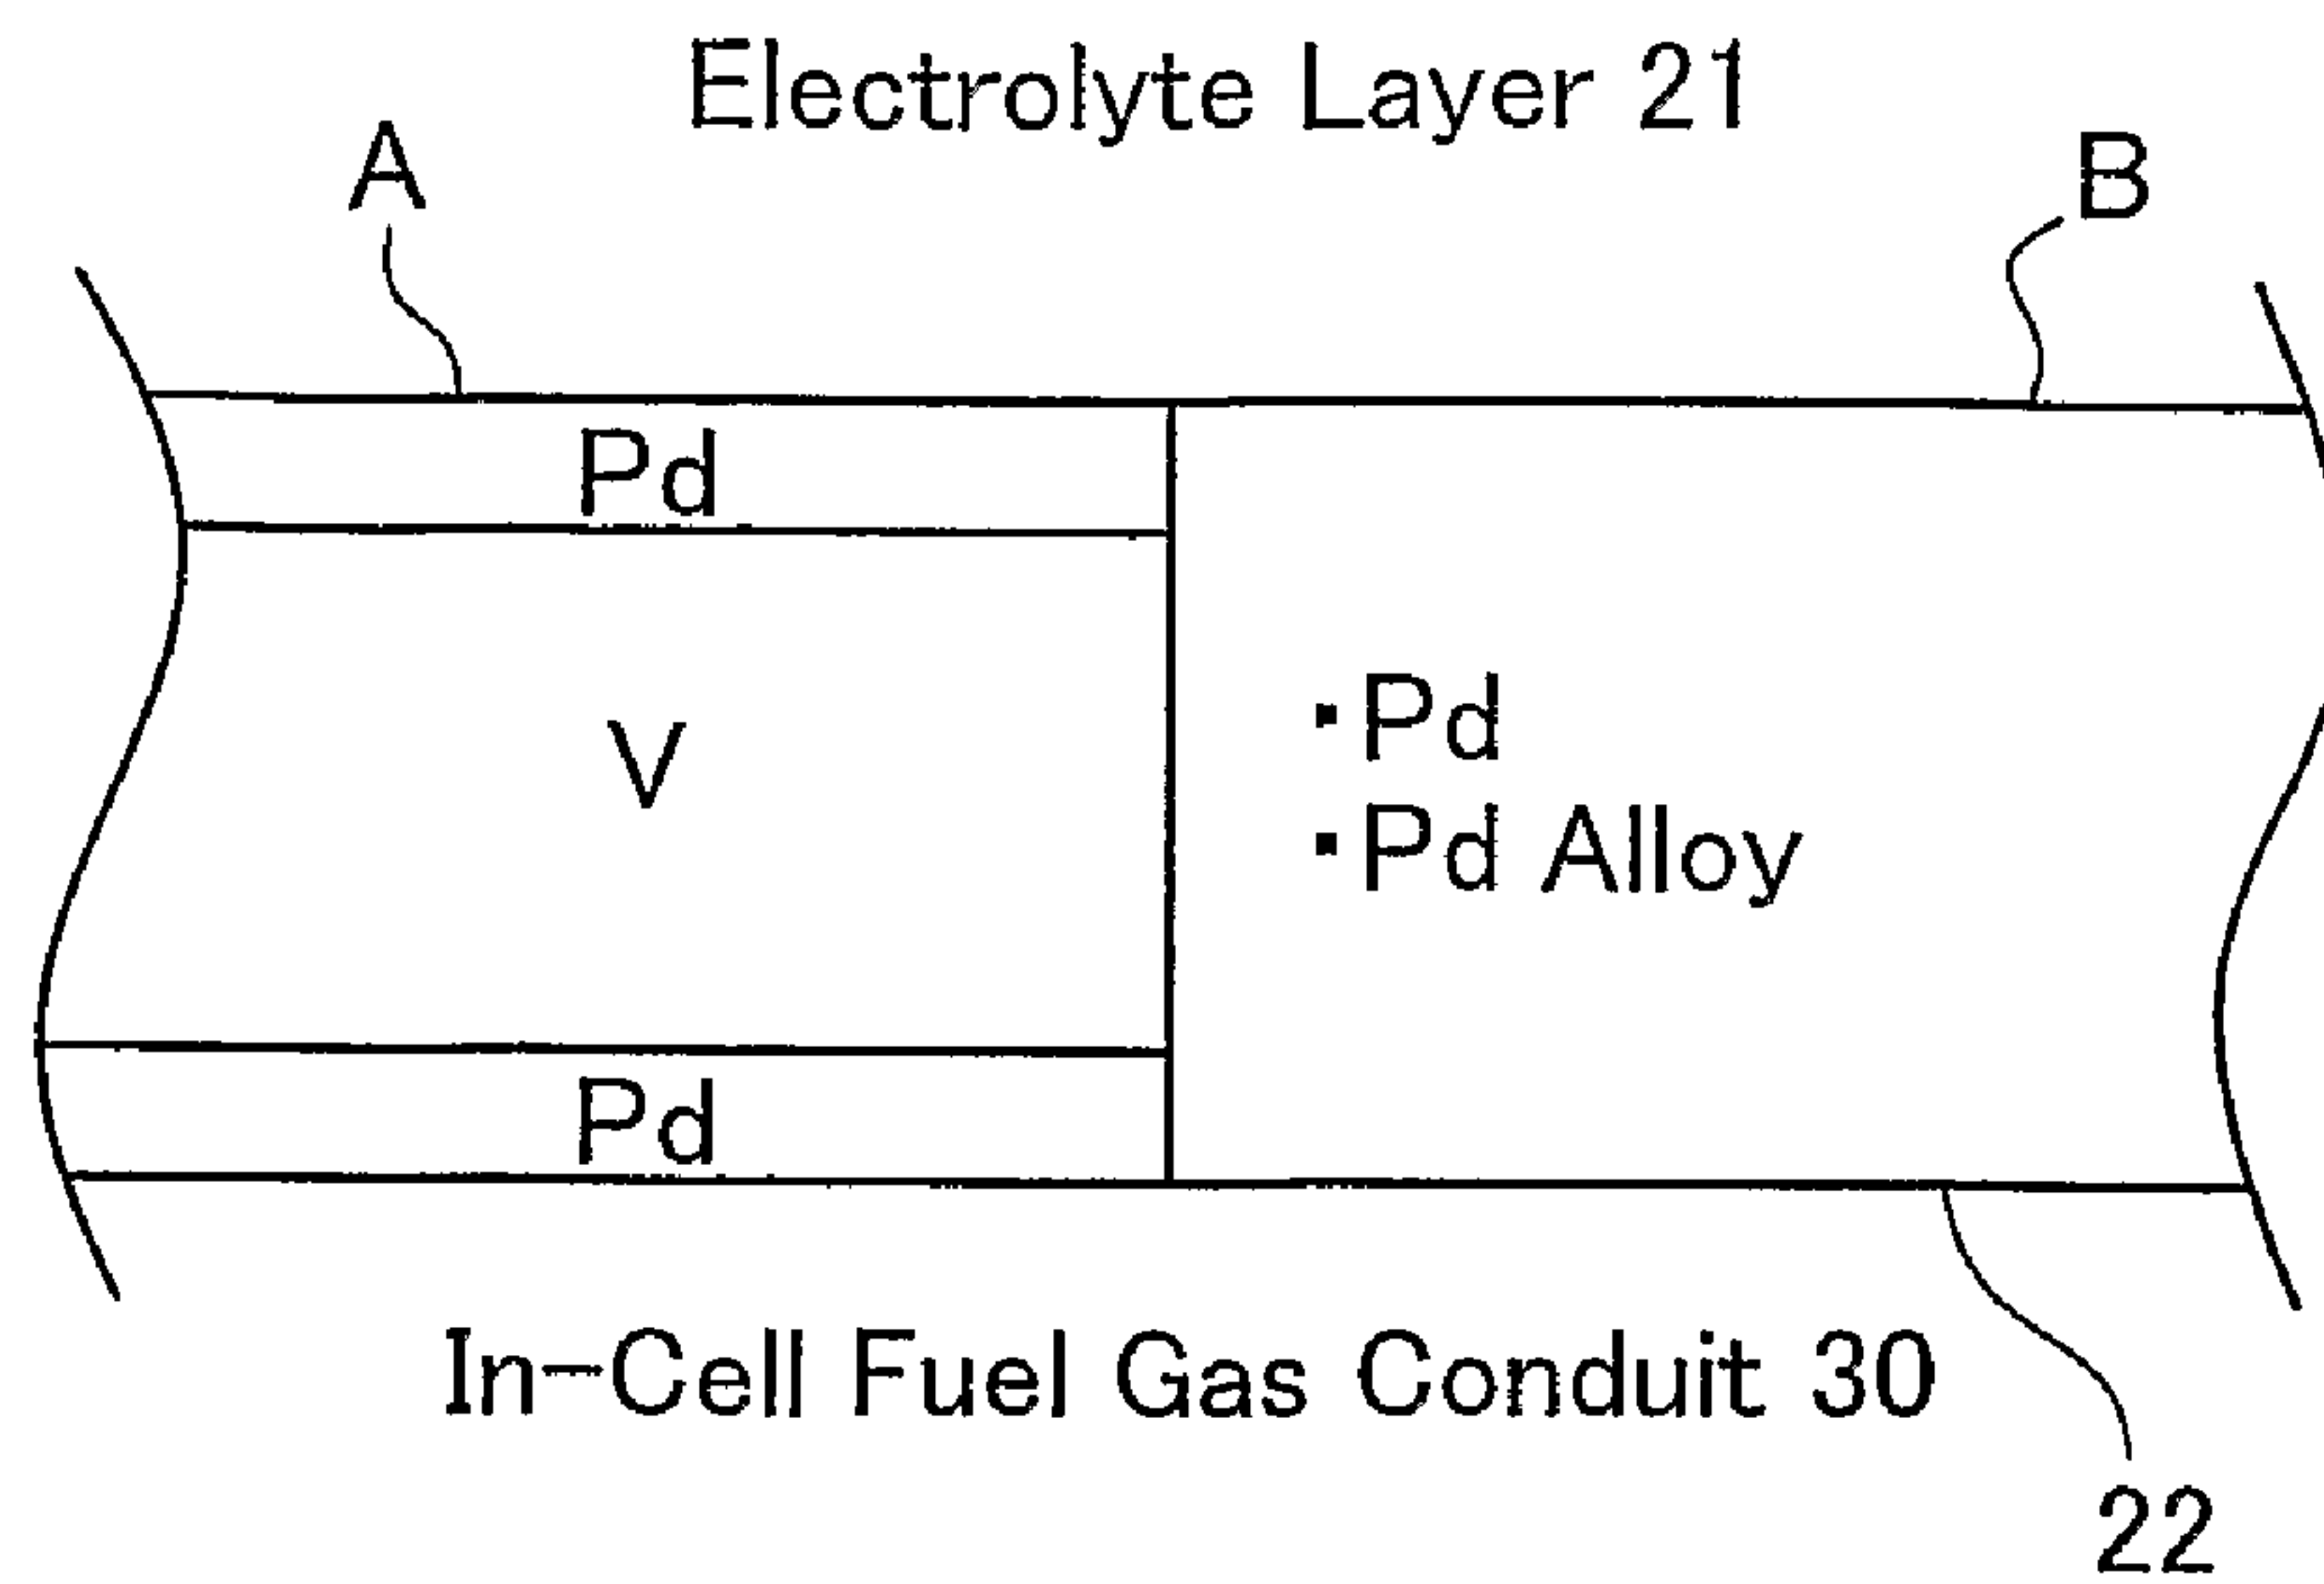 Electrolyte Layer 21
A
B
Pd
V
▪Pd
▪Pd Alloy
Pd
In-Cell Fuel Gas Conduit 30
22